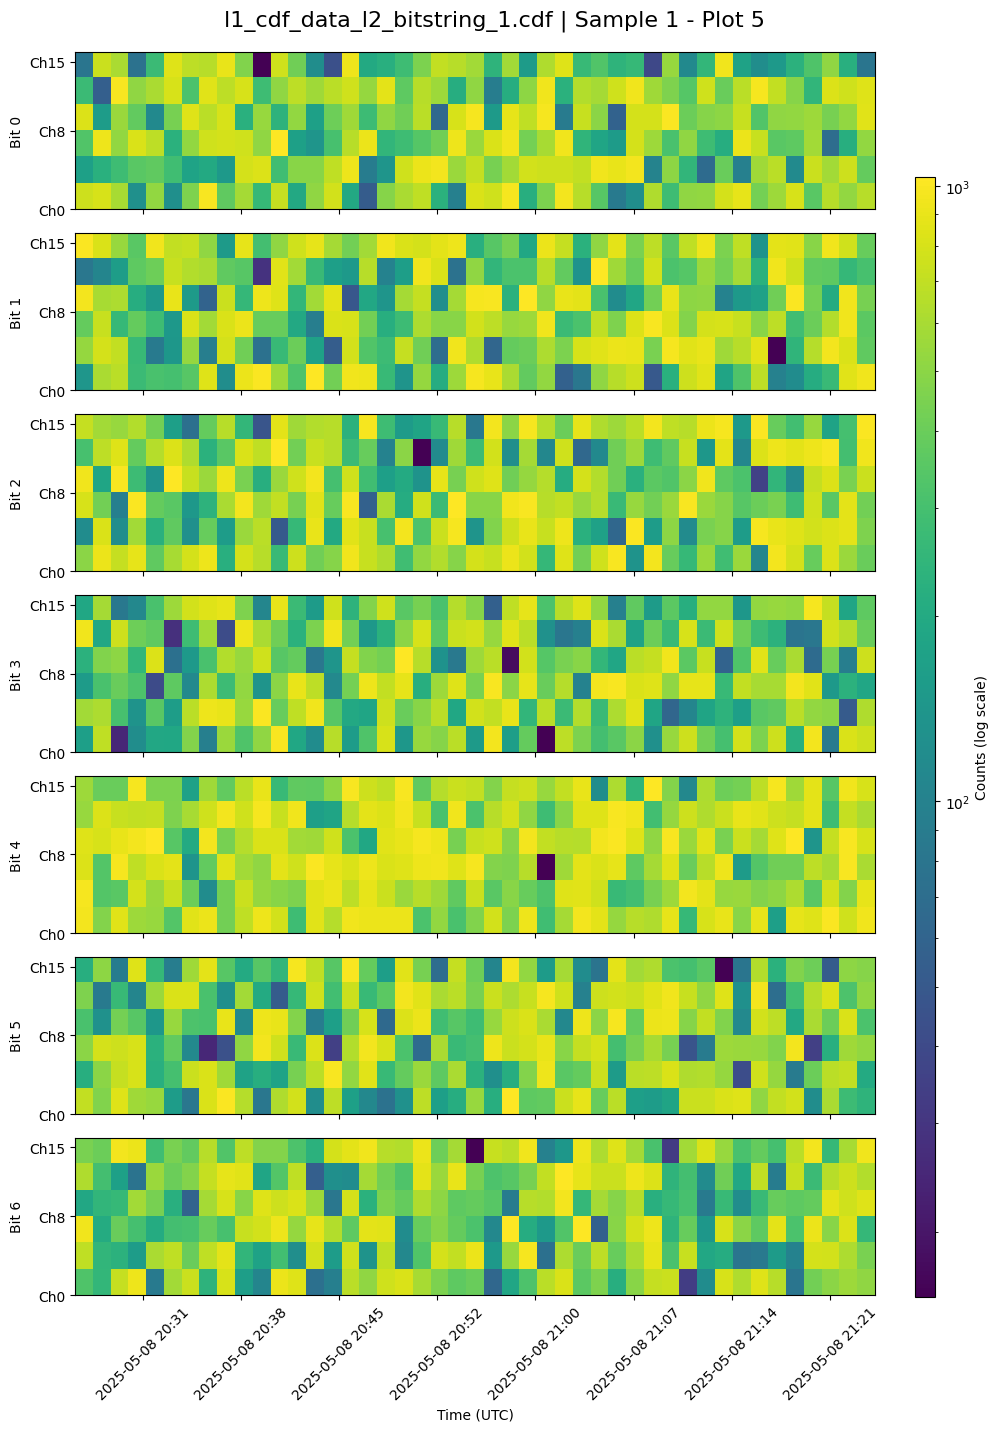 l1_cdf_data_l2_bitstring_1.cdf | Sample 1 - Plot 5
Ch15
Ch8
Ch0
Bit 0
Ch15
Ch8
Ch0
Bit 1
Ch15
Ch8
Ch0
Bit 2
Ch15
Ch8
Ch0
Bit 3
Ch15
Ch8
Ch0
Bit 4
Ch15
Ch8
Ch0
Bit 5
Ch15
Ch8
Ch0
Bit 6
2025-05-08 20:31
2025-05-08 20:38
2025-05-08 20:45
2025-05-08 20:52
2025-05-08 21:00
2025-05-08 21:07
2025-05-08 21:14
2025-05-08 21:21
Time (UTC)
10³
10²
Counts (log scale)